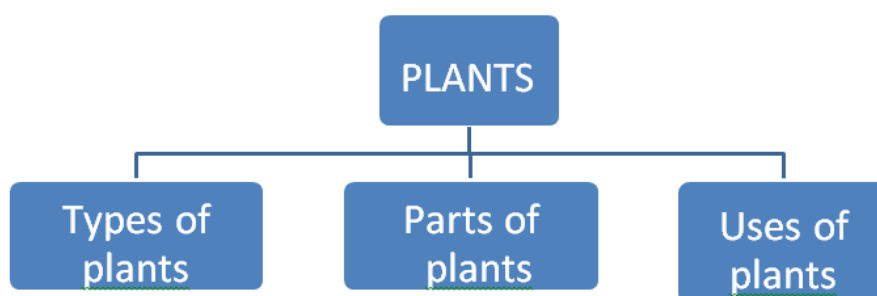 PLANTS
Types of
plants
Parts of
plants
Uses of
plants